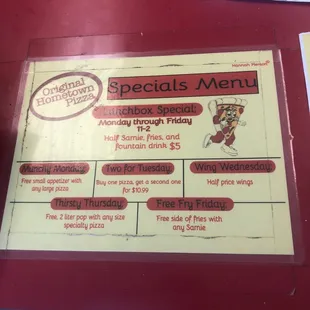 Original
Hometown
Pizza
Specials Menu
Lunchbox Special:
Monday through Friday
11-2
Half Samie, fries, and
fountain drink $5
Munchy Monday:
Free small appetizer with
any large pizza
Two for Tuesday:
Buy one pizza, get a second one
for $10.99
Wing Wednesday:
Half price wings
Thirsty Thursday:
Free, 2 liter pop with any size
specialty pizza
Free Fry Friday:
Free side of fries with
any Samie